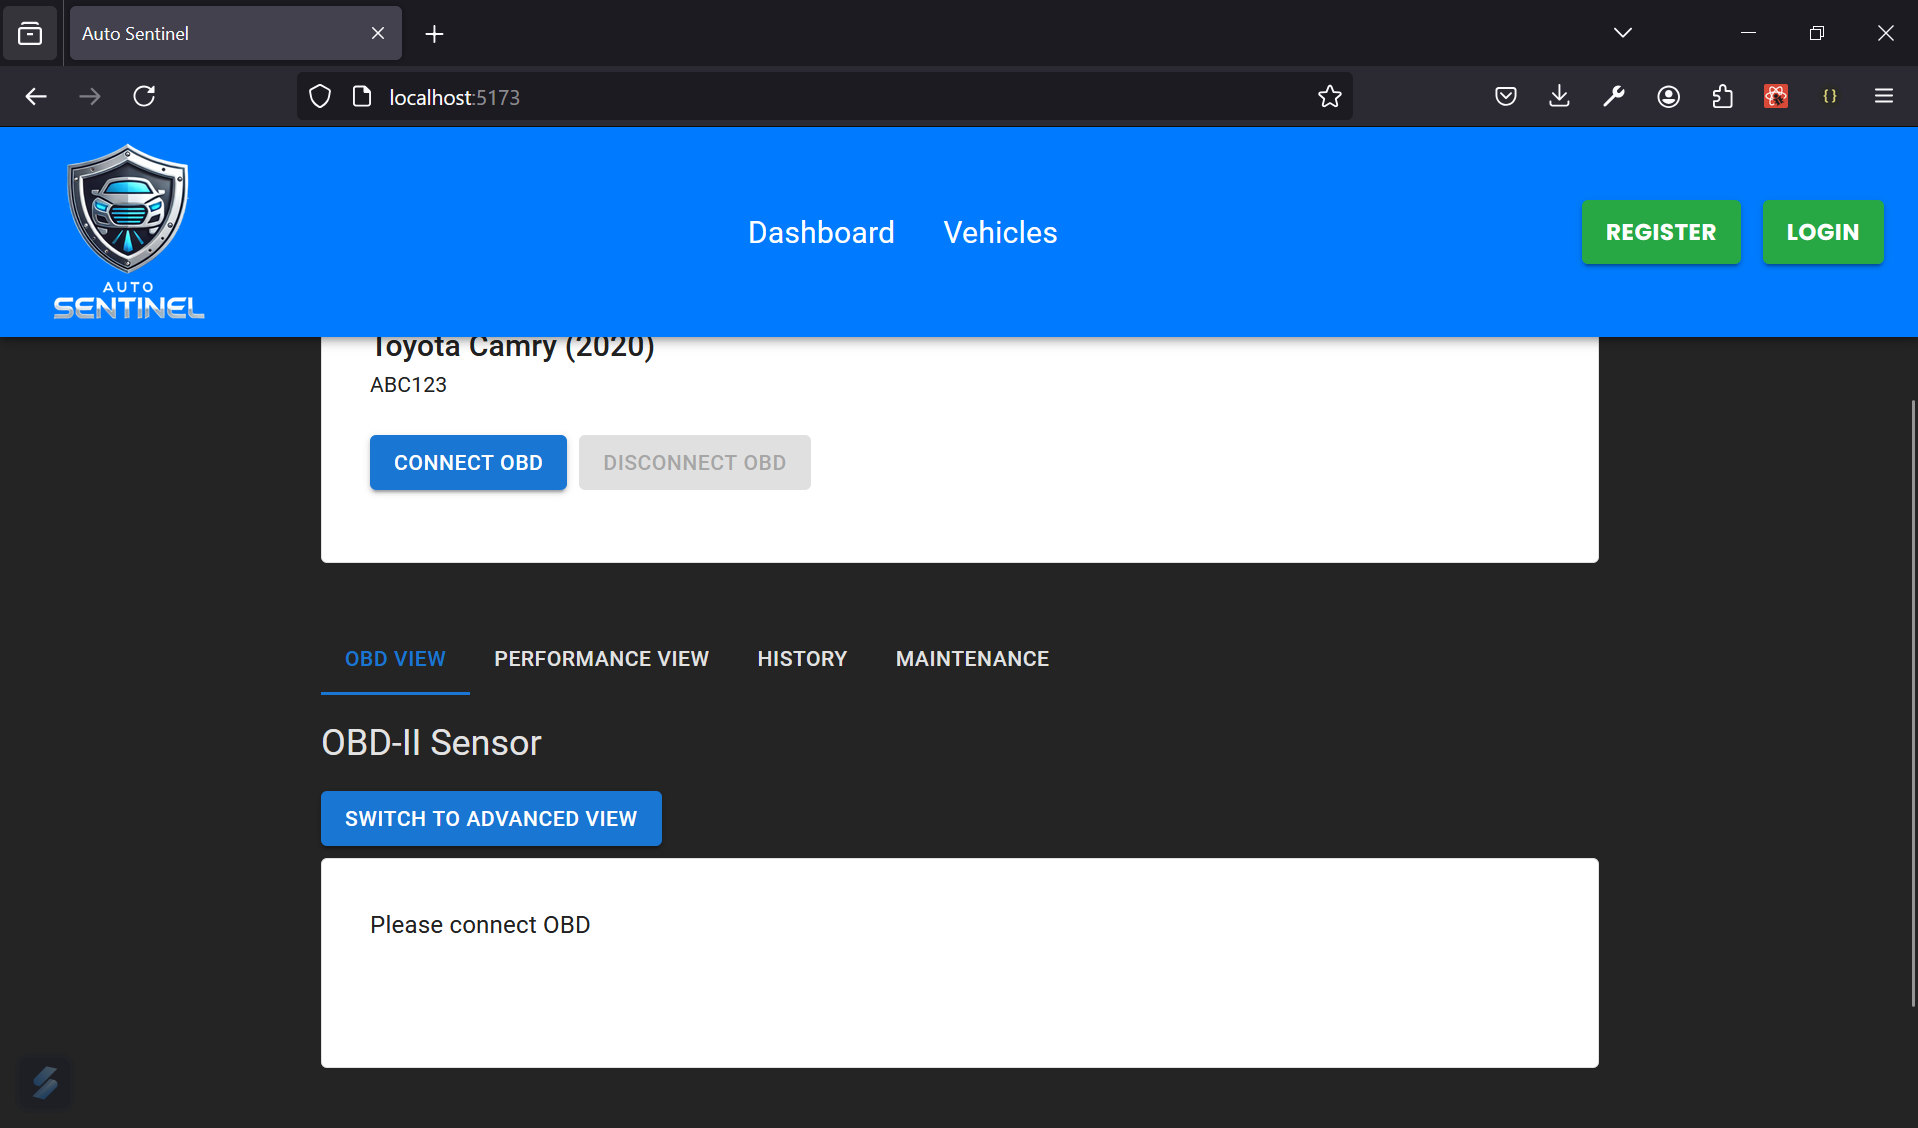 Auto Sentinel
localhost:5173
AUTO
SENTINEL
Dashboard Vehicles
REGISTER LOGIN
Toyota Camry (2020)
ABC123
CONNECT OBD DISCONNECT OBD
OBD VIEW PERFORMANCE VIEW HISTORY MAINTENANCE
OBD-II Sensor
SWITCH TO ADVANCED VIEW
Please connect OBD